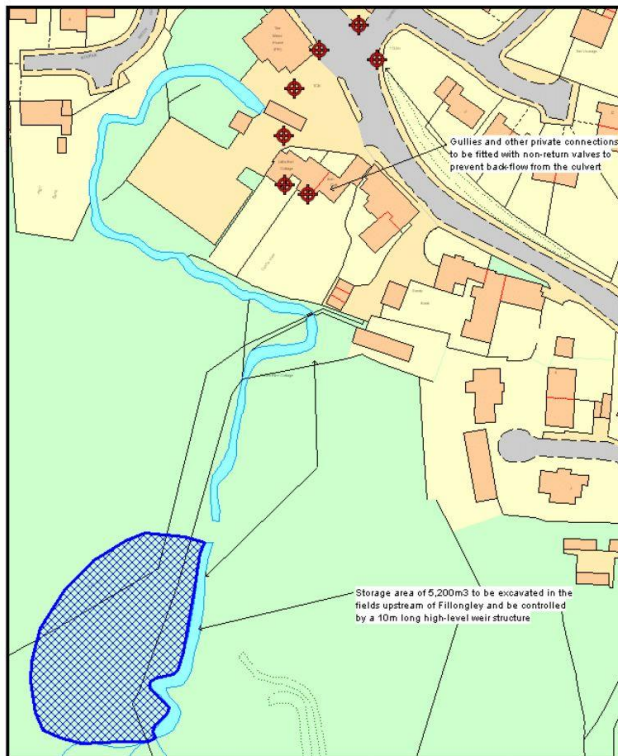 Gullies and other private connections
to be fitted with non-return valves to
prevent back-flow from the culvert
Storage area of 5,200m3 to be excavated in the
fields upstream of Fillongley and be controlled
by a 10m long high-level weir structure